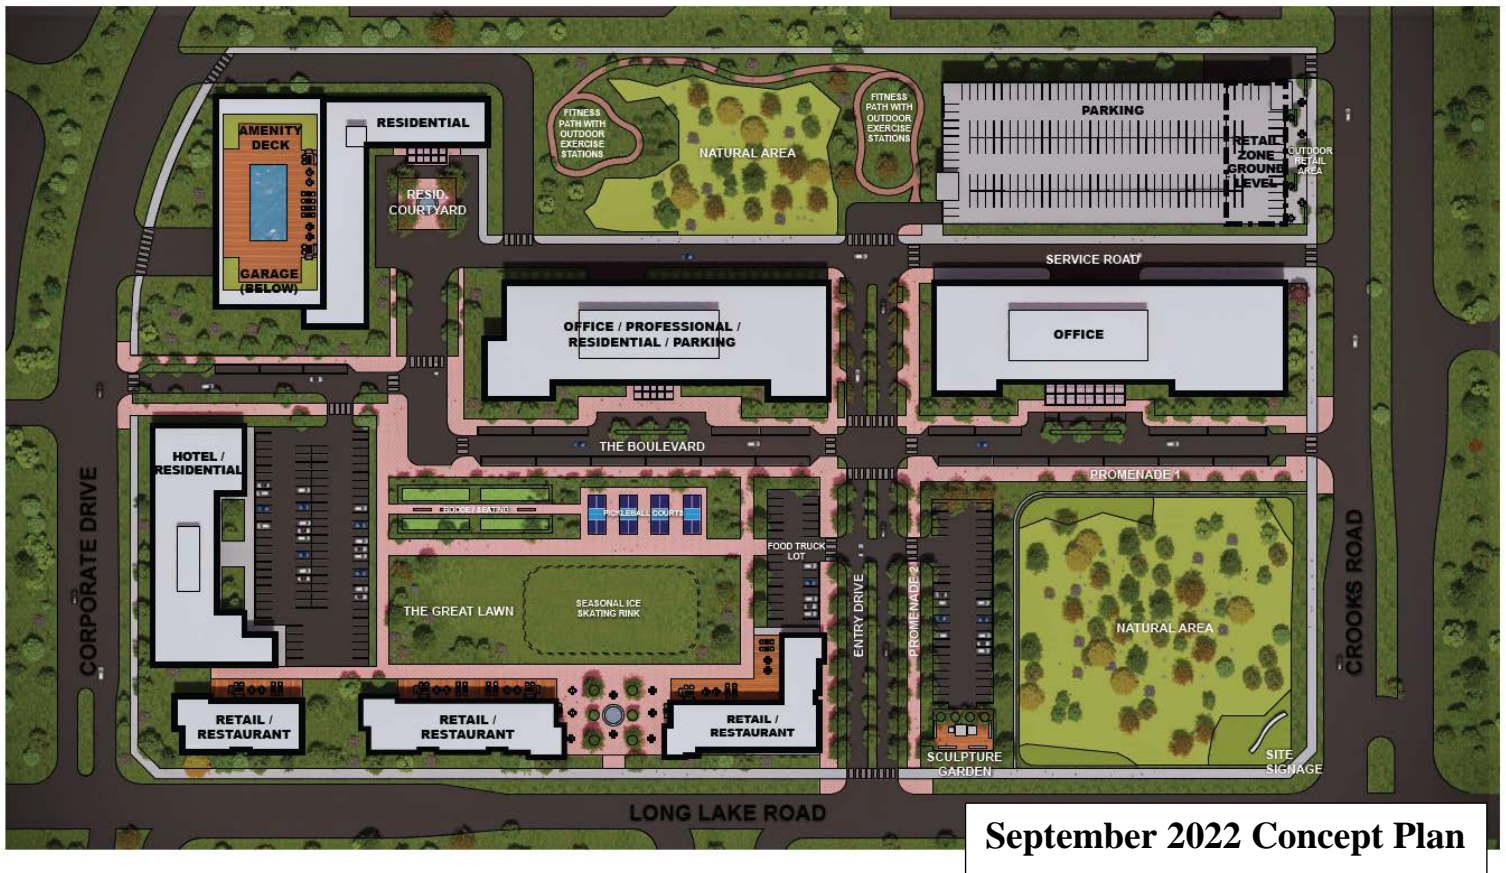 AMENITY
DECK
RESIDENTIAL
GARAGE
(BELOW)
RESID.
COURTYARD
FITNESS
PATH WITH
OUTDOOR
EXERCISE
STATIONS
NATURAL AREA
FITNESS
PATH WITH
OUTDOOR
EXERCISE
STATIONS
PARKING
RETAIL
ZONE
GROUND
LEVEL
OUTDOOR
RETAIL
AREA
SERVICE ROAD
OFFICE / PROFESSIONAL /
RESIDENTIAL / PARKING
OFFICE
THE BOULEVARD
PROMENADE 1
HOTEL /
RESIDENTIAL
BOCCE / SEATING
PICKLEBALL COURTS
FOOD TRUCK
LOT
THE GREAT LAWN
SEASONAL ICE
SKATING RINK
ENTRY DRIVE
PROMENADE 2
NATURAL AREA
CORPORATE DRIVE
CROOKS ROAD
RETAIL /
RESTAURANT
RETAIL /
RESTAURANT
RETAIL /
RESTAURANT
SCULPTURE
GARDEN
SITE
SIGNAGE
LONG LAKE ROAD
September 2022 Concept Plan